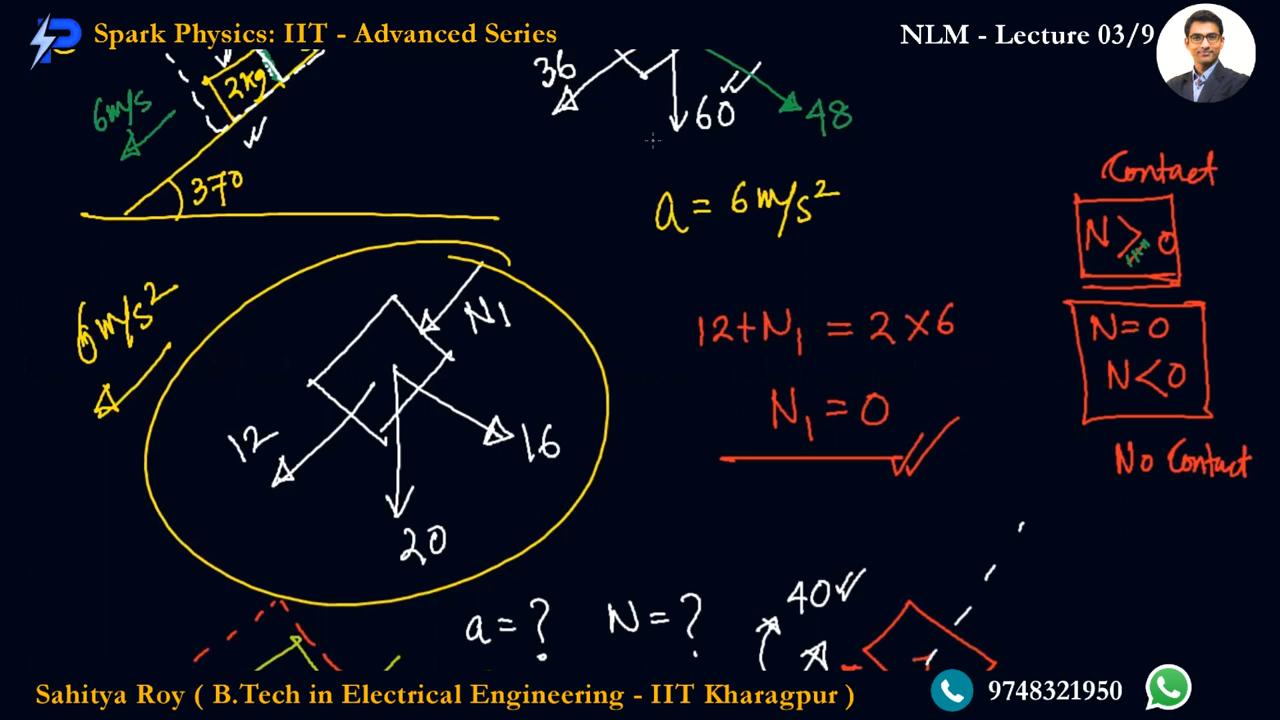 Spark Physics: IIT - Advanced Series
NLM - Lecture 03/9
2kg
6m/s
370
36
60
48
a = 6m/s²
Contact
N > 0
N=0
N<0
No Contact
6m/s²
N1
12
16
20
12+N1 = 2×6
N1 = 0
a=?
N=?
40
Sahitya Roy ( B.Tech in Electrical Engineering - IIT Kharagpur )
9748321950